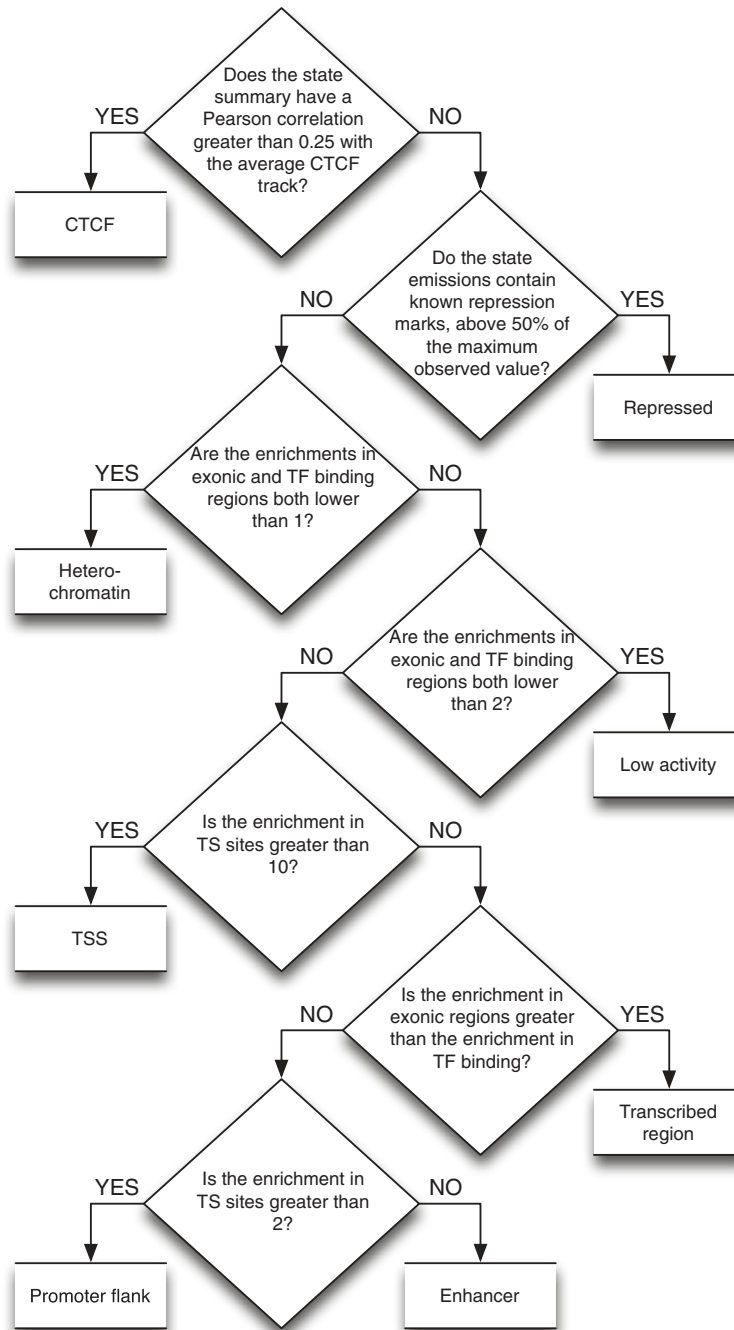 Does the state
summary have a
Pearson correlation
greater than 0.25 with
the average CTCF
track?
YES
NO
CTCF
Do the state
emissions contain
known repression
marks, above 50% of
the maximum
observed value?
NO
YES
Repressed
Are the enrichments in
exonic and TF binding
regions both lower
than 1?
YES
NO
Hetero-
chromatin
Are the enrichments in
exonic and TF binding
regions both lower
than 2?
NO
YES
Low activity
Is the enrichment in
TS sites greater than
10?
YES
NO
TSS
Is the enrichment in
exonic regions greater
than the enrichment in
TF binding?
NO
YES
Transcribed
region
Is the enrichment in
TS sites greater than
2?
YES
NO
Promoter flank
Enhancer